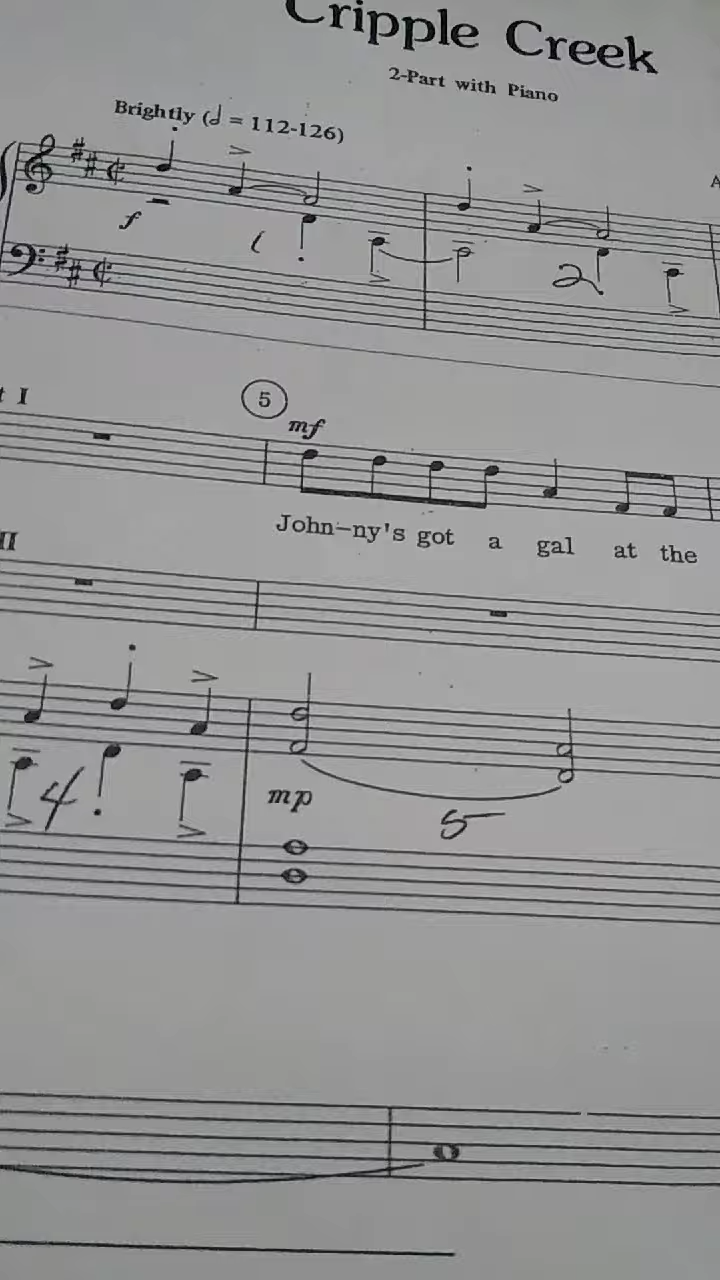 Cripple Creek
2-Part with Piano
Brightly (𝅗𝅥 = 112-126)
f
1
2
I
5
mf
John-ny's got a gal at the
II
4
mp
5